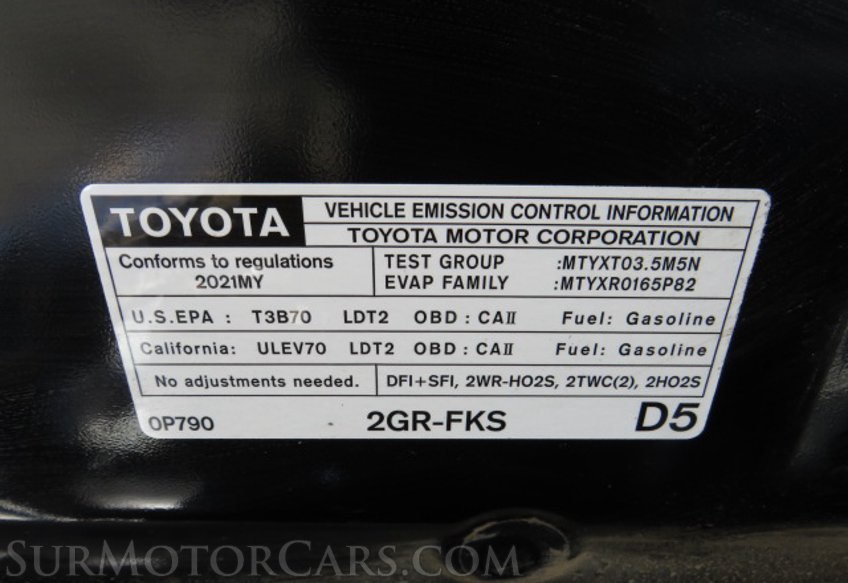 TOYOTA
VEHICLE EMISSION CONTROL INFORMATION
TOYOTA MOTOR CORPORATION
Conforms to regulations
2021MY
TEST GROUP :MTYXT03.5M5N
EVAP FAMILY :MTYXR0165P82
U.S.EPA : T3B70 LDT2 OBD : CAII Fuel: Gasoline
California: ULEV70 LDT2 OBD : CAII Fuel: Gasoline
No adjustments needed. DFI+SFI, 2WR-HO2S, 2TWC(2), 2HO2S
0P790 2GR-FKS D5
SurMotorCars.com